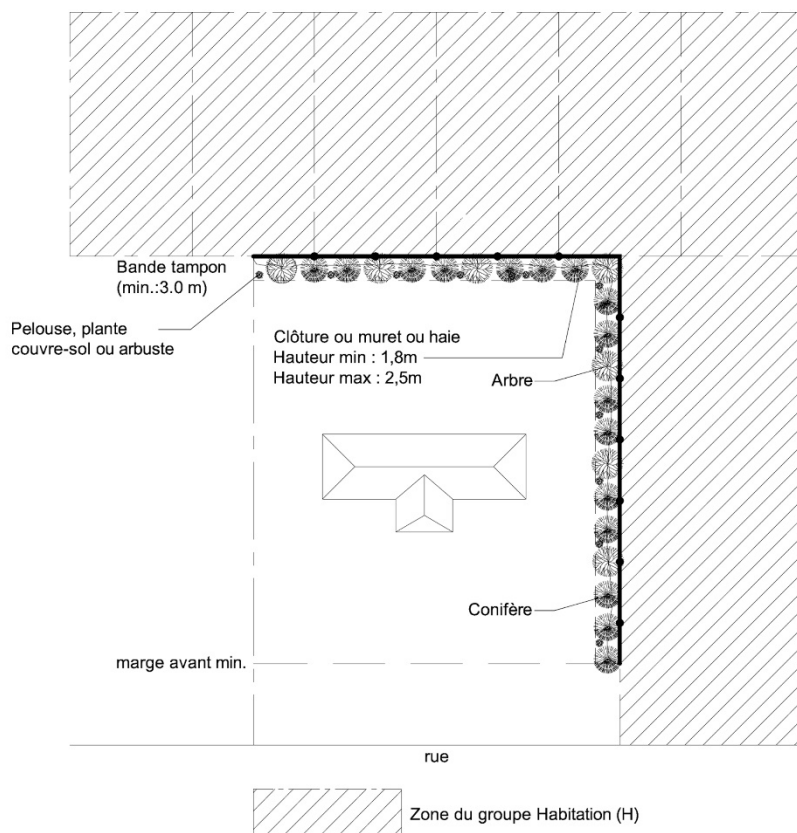 Bande tampon
(min.:3.0 m)
Pelouse, plante
couvre-sol ou arbuste
Clôture ou muret ou haie
Hauteur min : 1,8m
Hauteur max : 2,5m
Arbre
Conifère
marge avant min.
rue
Zone du groupe Habitation (H)